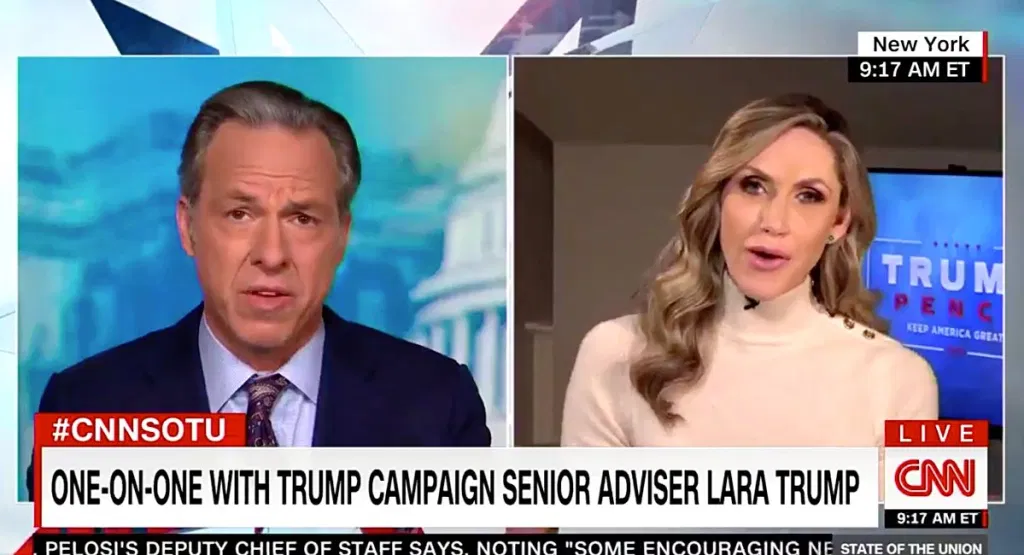 New York
9:17 AM ET
TRUM
PENC
KEEP AMERICA GREAT
#CNNSOTU
LIVE
ONE-ON-ONE WITH TRUMP CAMPAIGN SENIOR ADVISER LARA TRUMP
CNN
9:17 AM ET
PELOSI'S DEPUTY CHIEF OF STAFF SAYS, NOTING "SOME ENCOURAGING NE
STATE OF THE UNION